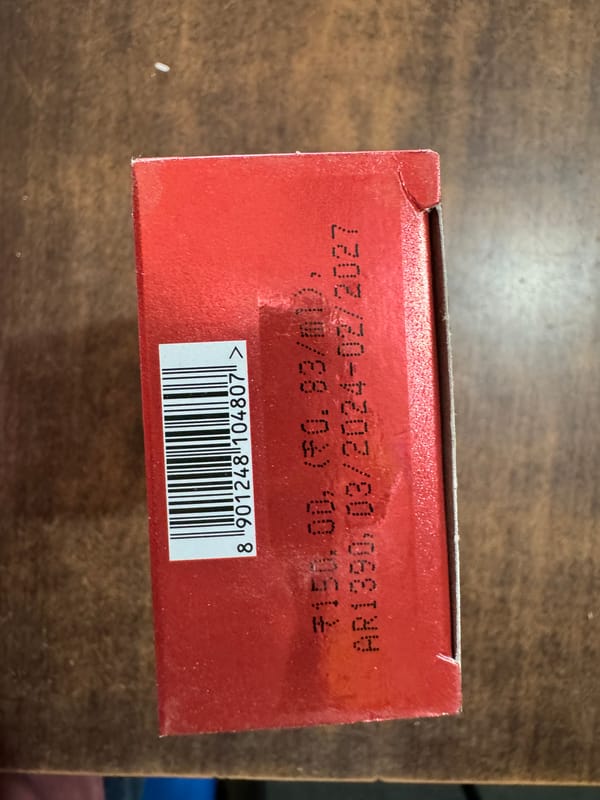 8 901248 104807 >
₹150.00, (₹0.83/ml),
AR1390, 03/2024-02/2027